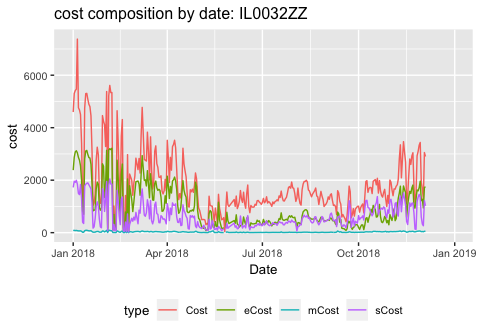 cost composition by date: IL0032ZZ
6000
4000
2000
0
cost
Jan 2018 Apr 2018 Jul 2018 Oct 2018 Jan 2019
Date
type Cost eCost mCost sCost